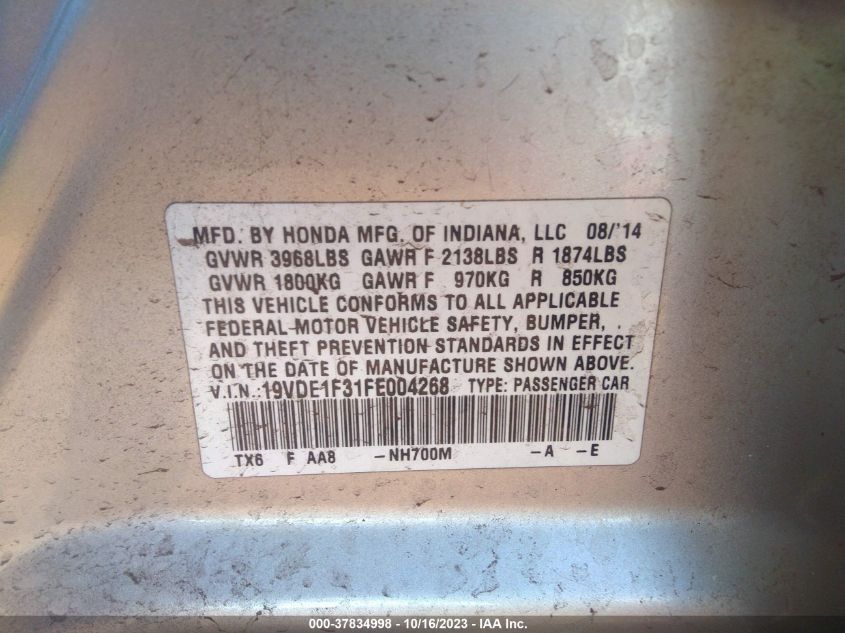 MFD. BY HONDA MFG. OF INDIANA, LLC 08/'14
GVWR 3968LBS GAWR F 2138LBS R 1874LBS
GVWR 1800KG GAWR F 970KG R 850KG
THIS VEHICLE CONFORMS TO ALL APPLICABLE
FEDERAL MOTOR VEHICLE SAFETY, BUMPER,
AND THEFT PREVENTION STANDARDS IN EFFECT
ON THE DATE OF MANUFACTURE SHOWN ABOVE.
V.I.N.:19VDE1F31FE004268 TYPE: PASSENGER CAR
TX6 F AA8 -NH700M -A -E
000-37834998 - 10/16/2023 - IAA Inc.